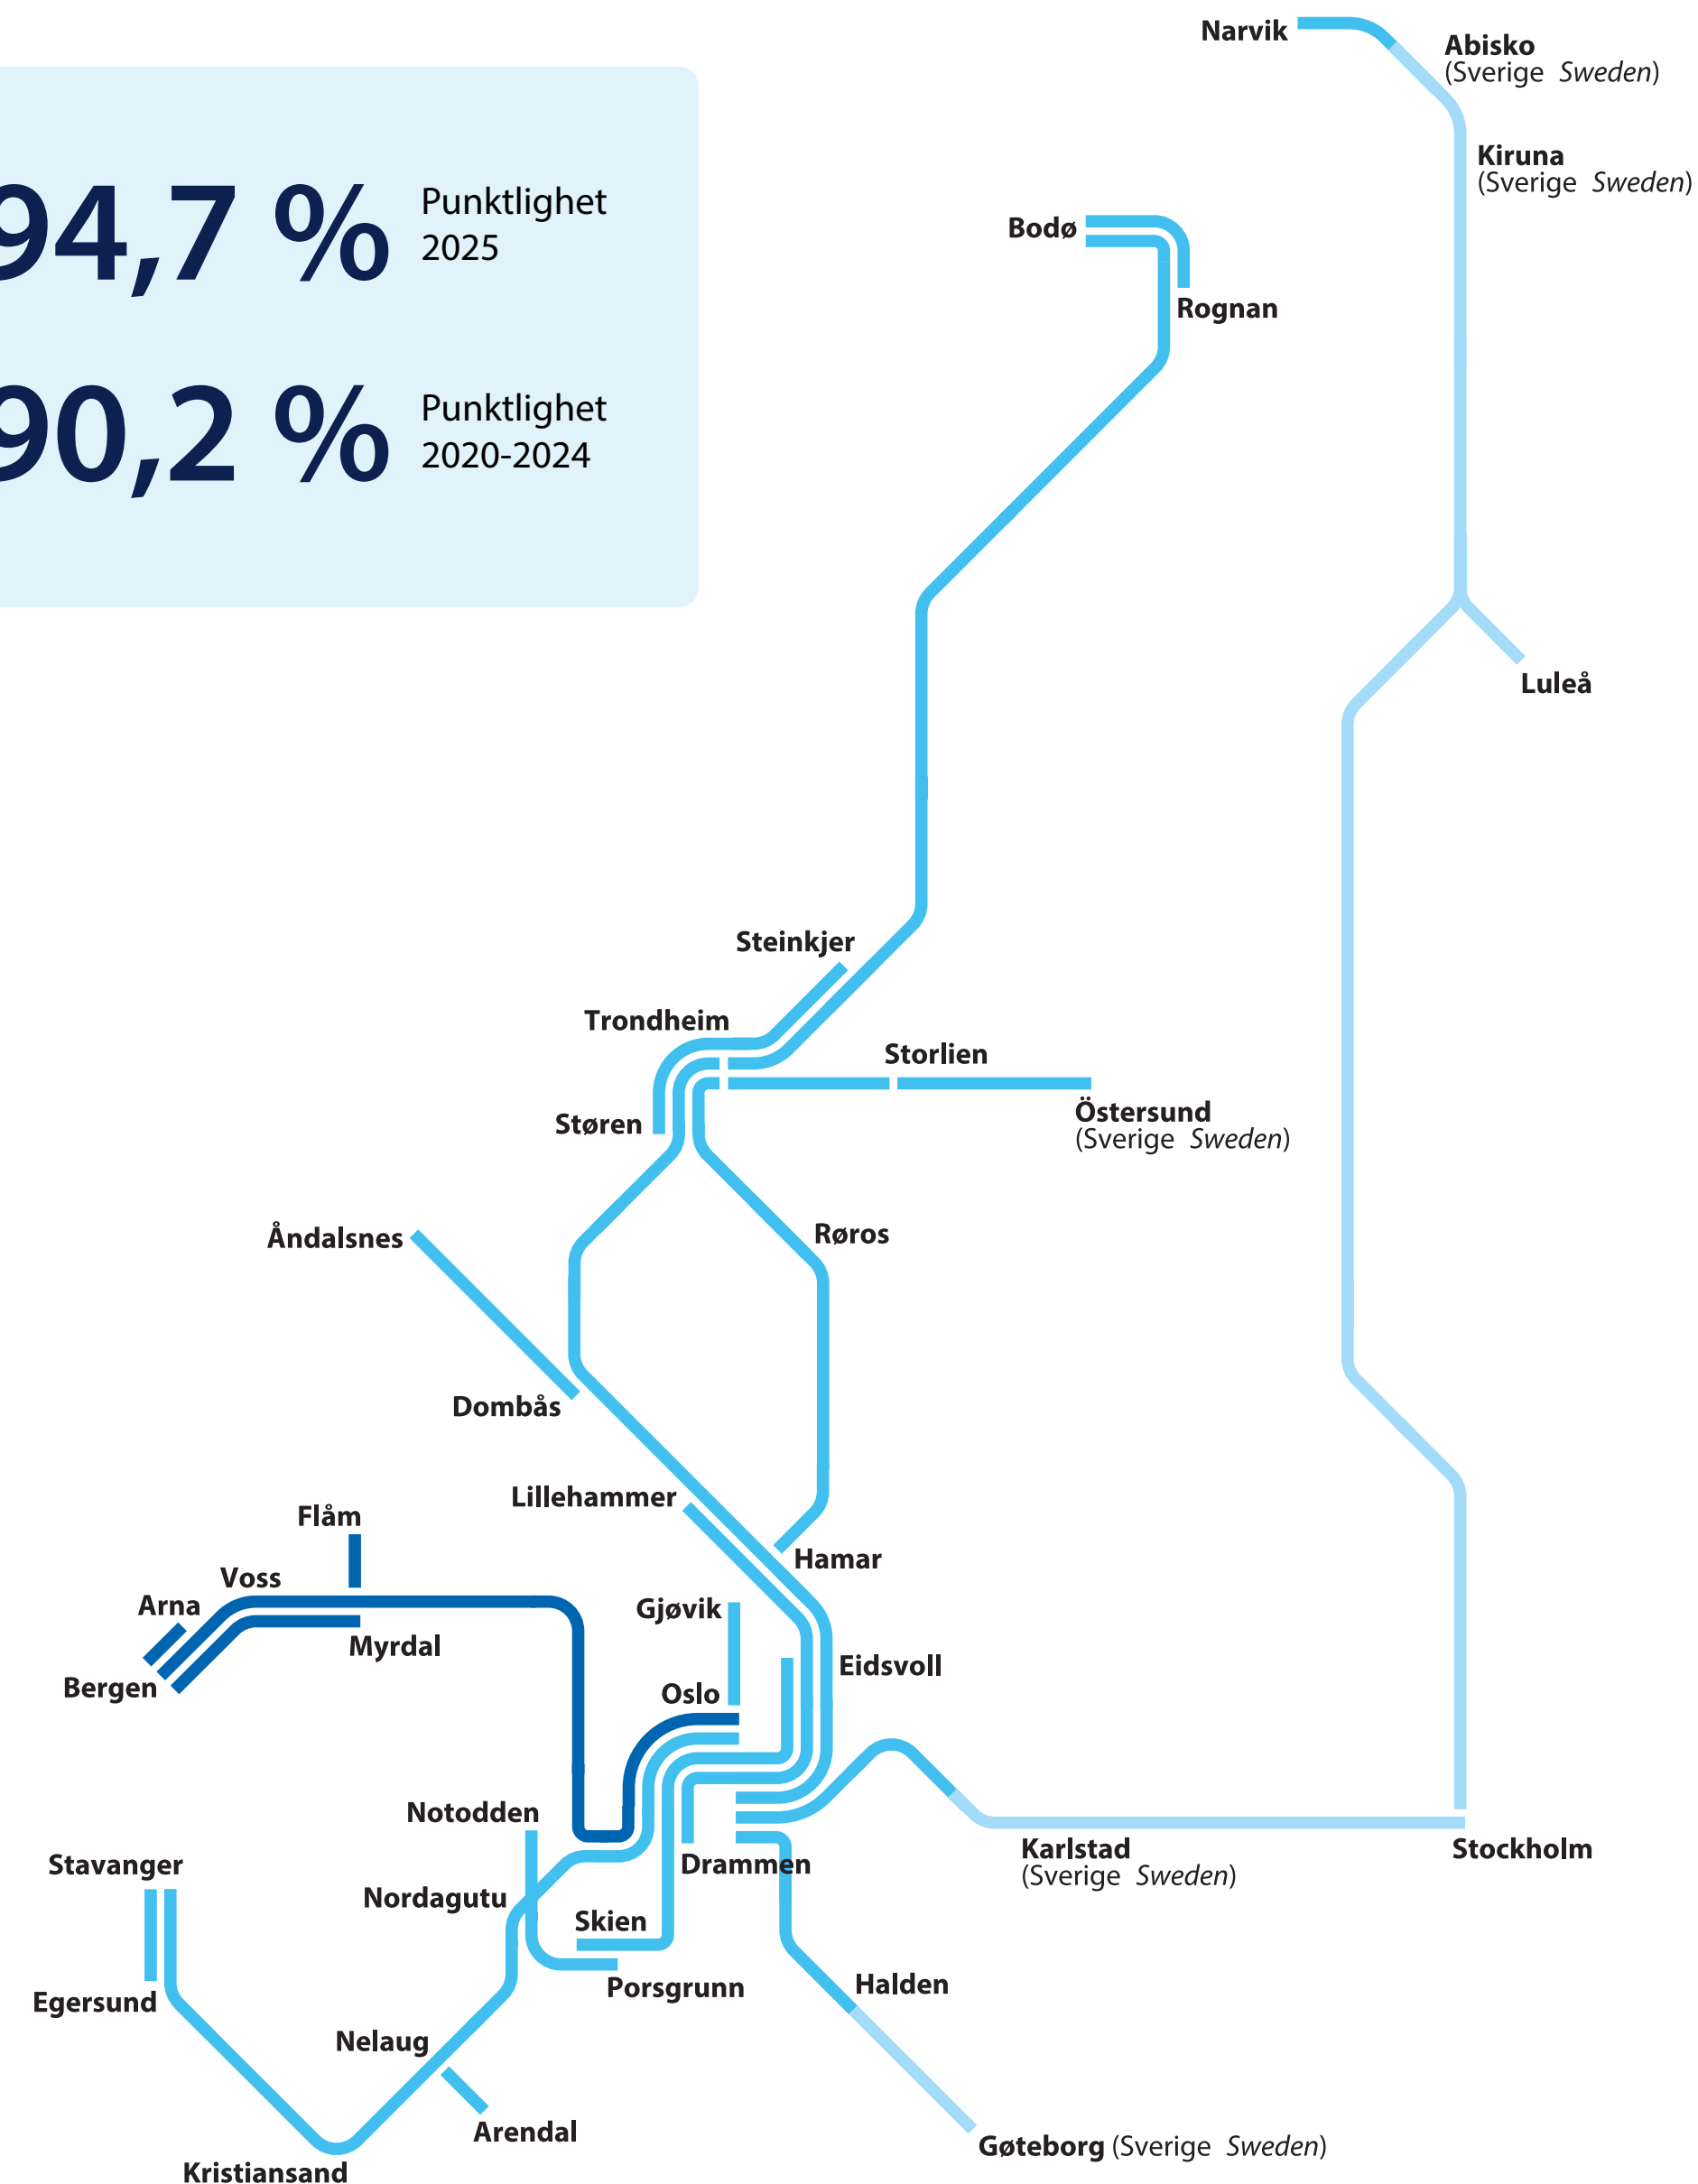 Narvik
Abisko
(Sverige Sweden)
Kiruna
(Sverige Sweden)
94,7 %
Punktlighet
2025
Bodø
Rognan
90,2 %
Punktlighet
2020-2024
Luleå
Steinkjer
Trondheim
Storlien
Östersund
(Sverige Sweden)
Støren
Røros
Åndalsnes
Dombås
Lillehammer
Flåm
Hamar
Voss
Arna
Gjøvik
Myrdal
Eidsvoll
Bergen
Oslo
Notodden
Drammen
Karlstad
(Sverige Sweden)
Stockholm
Stavanger
Nordagutu
Skien
Porsgrunn
Halden
Egersund
Nelaug
Arendal
Gøteborg (Sverige Sweden)
Kristiansand